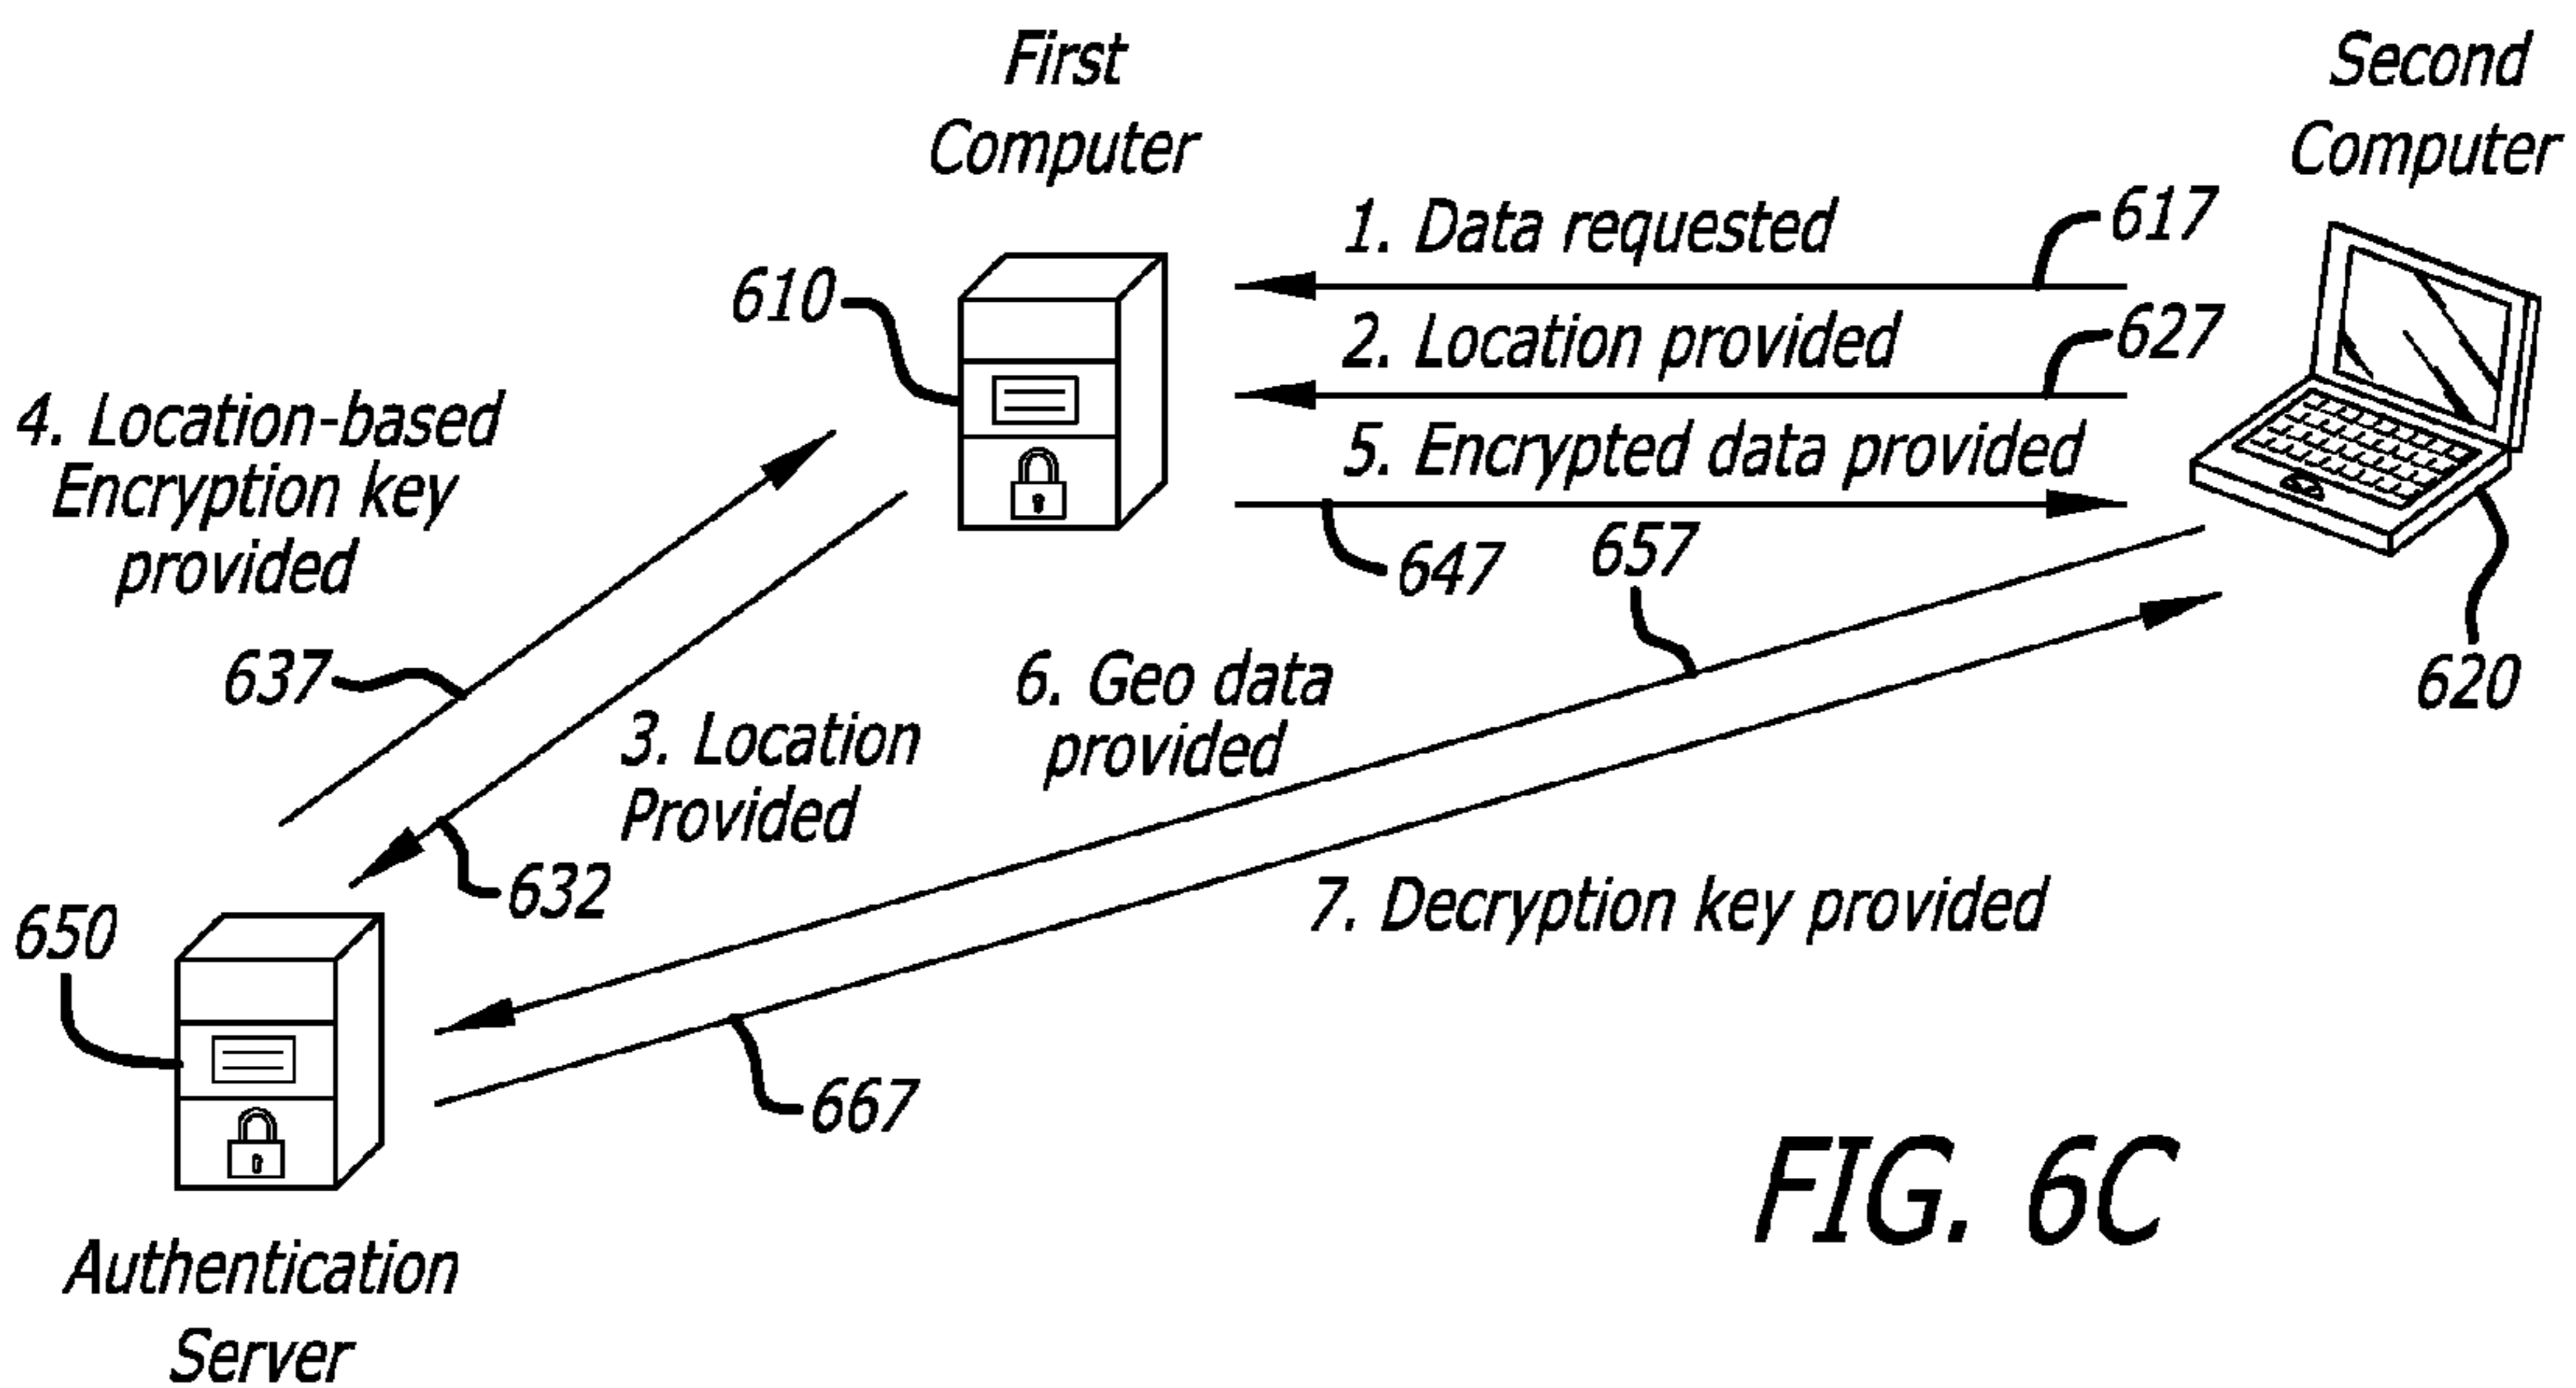 First
Computer
Second
Computer
1. Data requested
617
610
2. Location provided
627
4. Location-based
Encryption key
provided
5. Encrypted data provided
647
657
637
6. Geo data
provided
620
3. Location
Provided
632
7. Decryption key provided
650
667
Authentication
Server
FIG. 6C